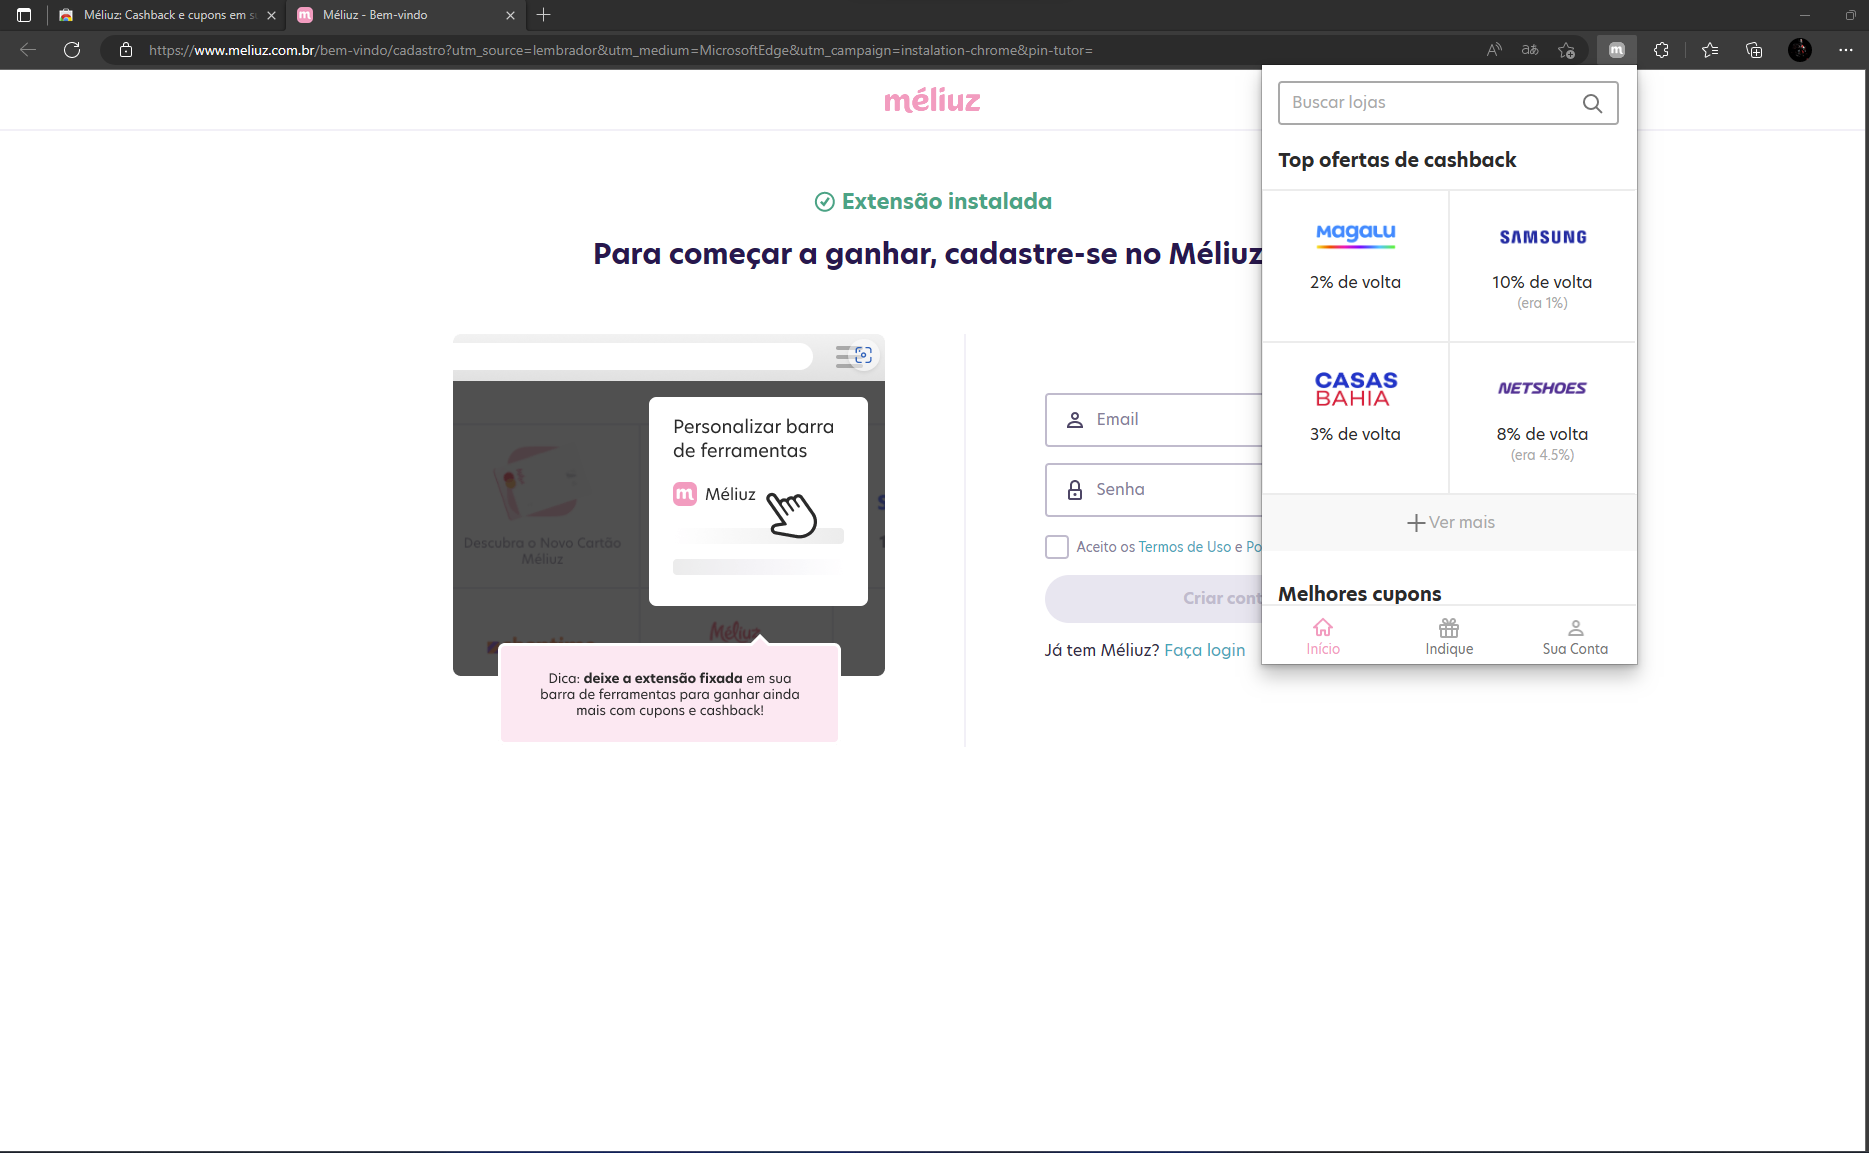 Méliuz: Cashback e cupons em su
Méliuz - Bem-vindo
https://www.meliuz.com.br/bem-vindo/cadastro?utm_source=lembrador&utm_medium=MicrosoftEdge&utm_campaign=instalation-chrome&pin-tutor=
méliuz
Extensão instalada
Para começar a ganhar, cadastre-se no Méliuz
Personalizar barra
de ferramentas
m Méliuz
Descubra o Novo Cartão
Méliuz
Méliuz
Dica: deixe a extensão fixada em sua
barra de ferramentas para ganhar ainda
mais com cupons e cashback!
Email
Senha
Aceito os Termos de Uso e Po
Criar cont
Já tem Méliuz? Faça login
Buscar lojas
Top ofertas de cashback
Magalu
2% de volta
SAMSUNG
10% de volta
(era 1%)
CASAS
BAHIA
3% de volta
NETSHOES
8% de volta
(era 4.5%)
Ver mais
Melhores cupons
Início
Indique
Sua Conta